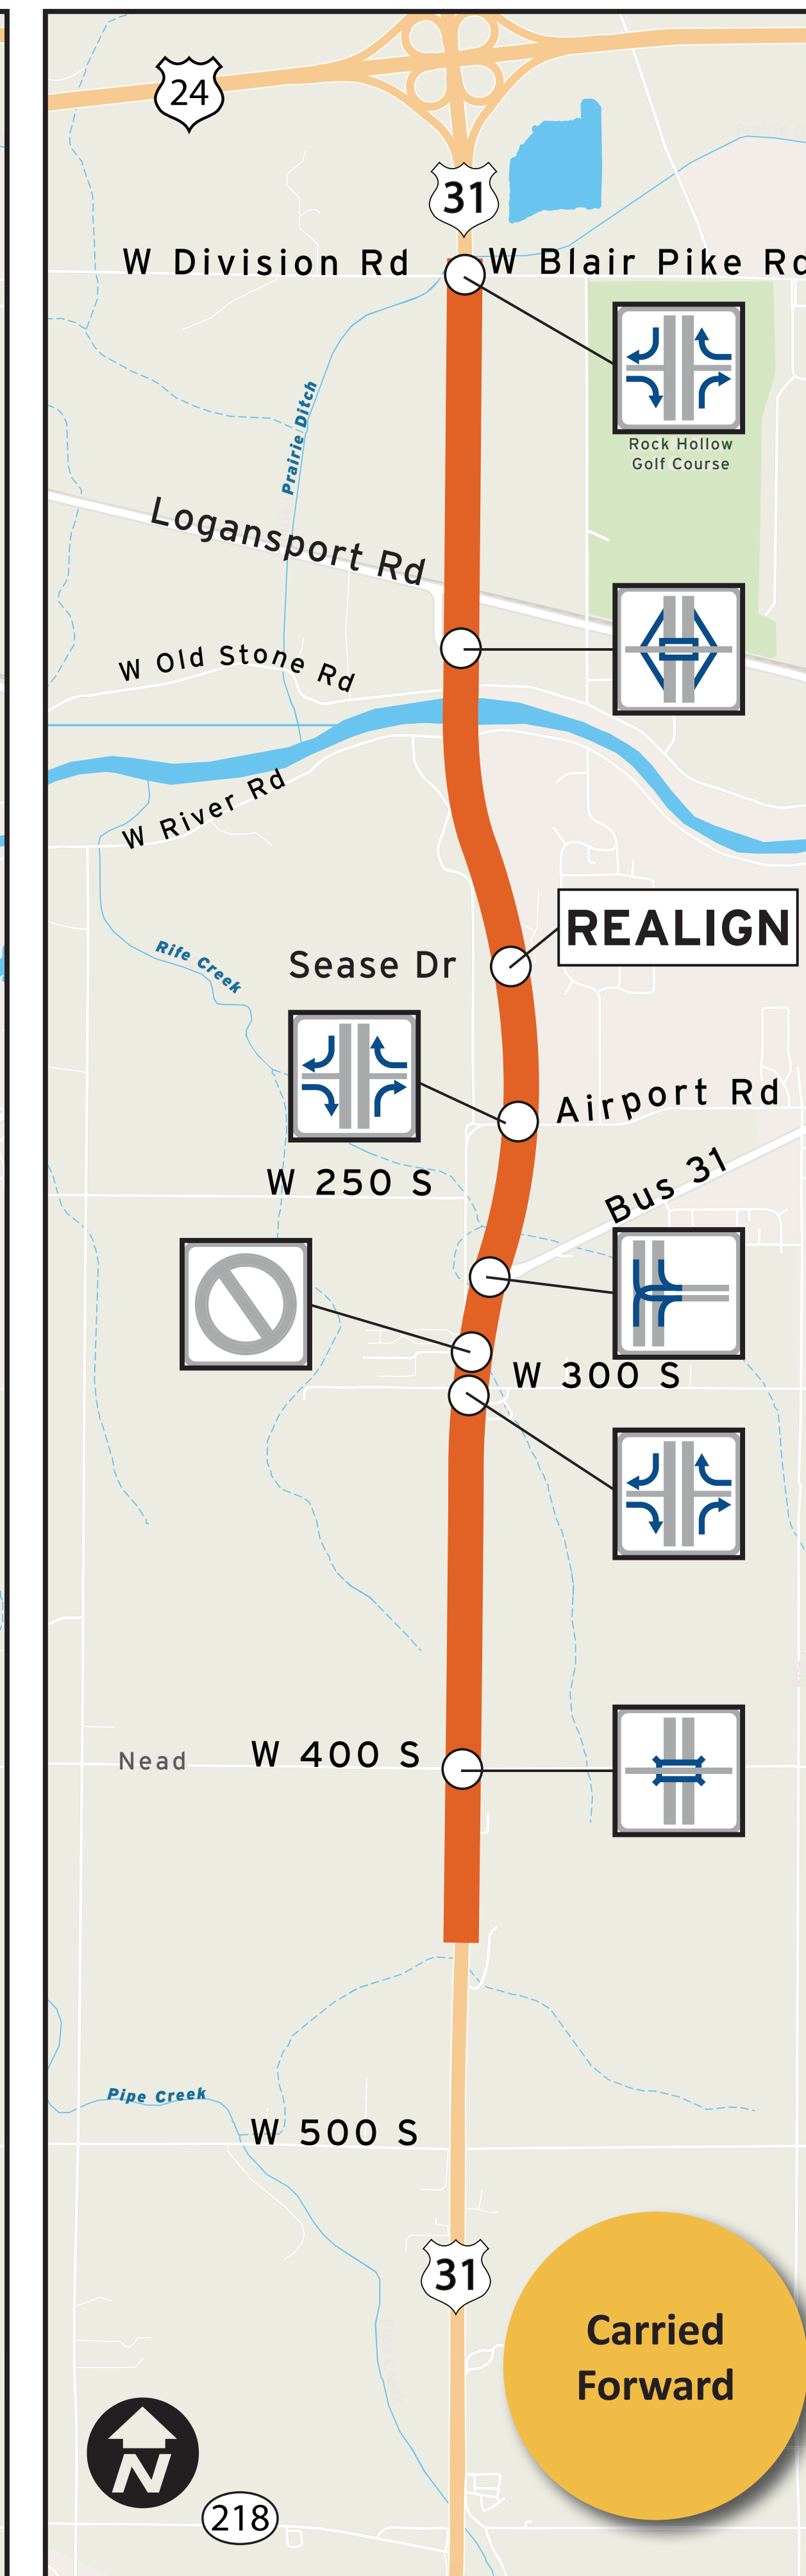 24
31
W Division Rd
W Blair Pike Rd
Prairie Ditch
Rock Hollow
Golf Course
Logansport Rd
W Old Stone Rd
W River Rd
REALIGN
Rife Creek
Sease Dr
Airport Rd
W 250 S
Bus 31
W 300 S
W 400 S
Nead
Pipe Creek
W 500 S
31
Carried
Forward
N
218